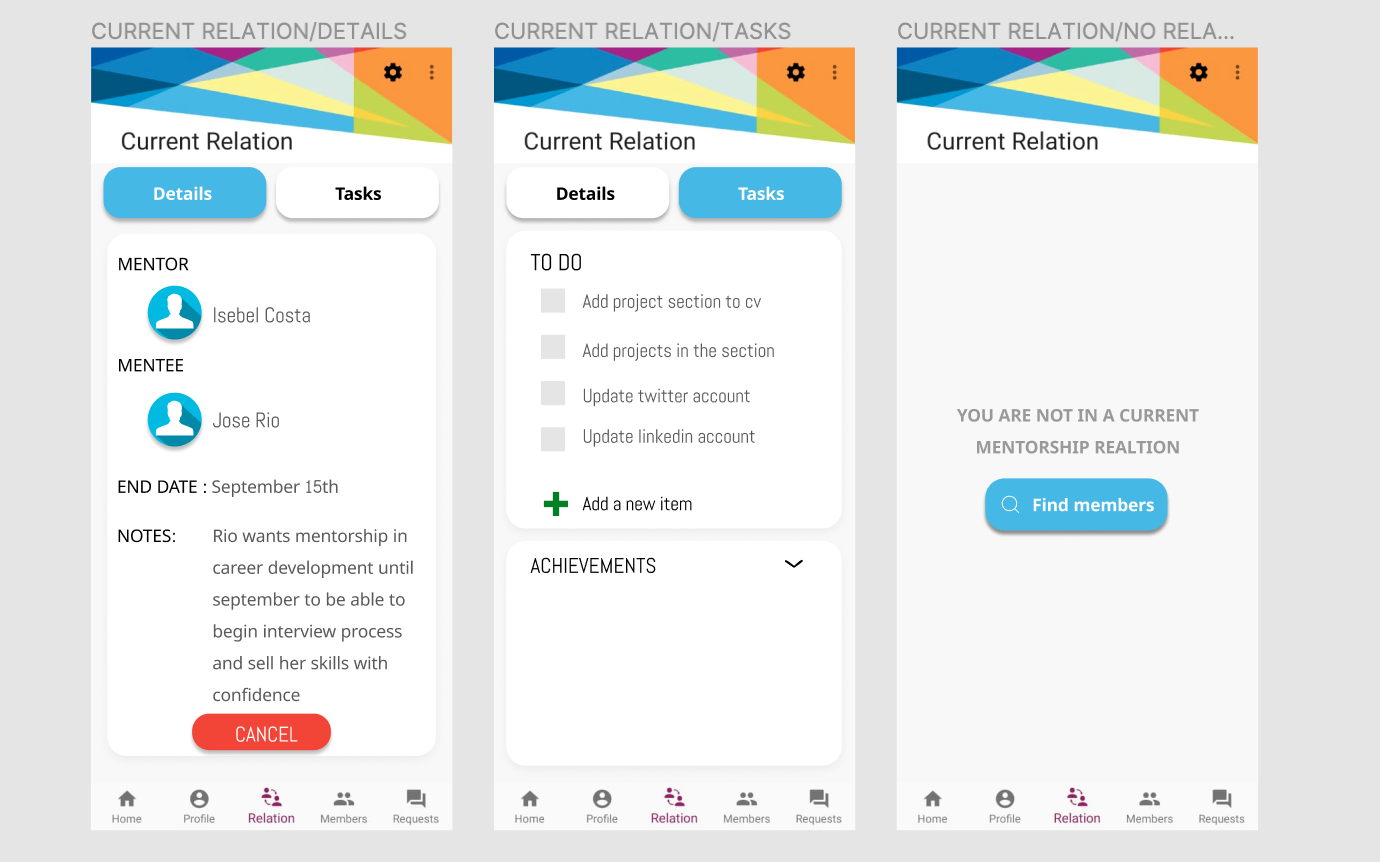 CURRENT RELATION/DETAILS
Current Relation
Details
Tasks
MENTOR
Isebel Costa
MENTEE
Jose Rio
END DATE : September 15th
NOTES:
Rio wants mentorship in
career development until
september to be able to
begin interview process
and sell her skills with
confidence
CANCEL
Home
Profile
Relation
Members
Requests
CURRENT RELATION/TASKS
Current Relation
Details
Tasks
TO DO
Add project section to cv
Add projects in the section
Update twitter account
Update linkedin account
Add a new item
ACHIEVEMENTS
Home
Profile
Relation
Members
Requests
CURRENT RELATION/NO RELA...
Current Relation
YOU ARE NOT IN A CURRENT
MENTORSHIP REALTION
Find members
Home
Profile
Relation
Members
Requests